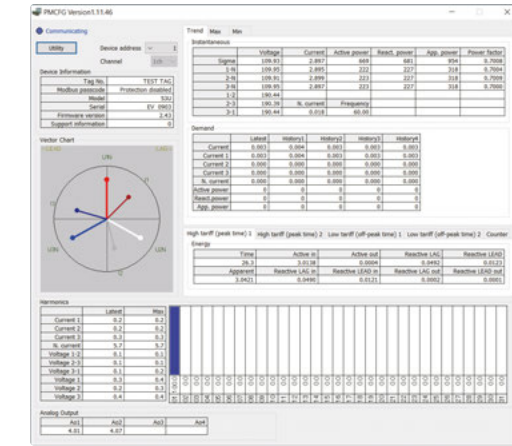 PMCFG Version1.11.46
Communicating
Utility
Device address
1
Channel
1ch
Device Information
Tag No. TEST TAG
Modbus passcode Protection disabled
Model 53U
Serial EV 0903
Firmware version 2.43
Support information 0
Vector Chart
U1N
U2N
U3N
Trend Max Min
Instantaneous
Voltage Current Active power React. power App. power Power factor
Sigma 109.93 2.897 669 681 954 0.7008
1-N 109.95 2.895 222 227 318 0.7004
2-N 109.91 2.899 223 227 318 0.7009
3-N 109.95 2.897 223 227 318 0.7008
1-2 190.44
2-3 190.39 N. current Frequency
3-1 190.44 0.018 60.00
Demand
Latest History1 History2 History3 History4
Current 0.003 0.004 0.003 0.003 0.003
Current 1 0.003 0.004 0.003 0.003 0.003
Current 2 0.000 0.000 0.000 0.000 0.000
Current 3 0.000 0.000 0.000 0.000 0.000
N. current 0.000 0.000 0.000 0.000 0.000
Active power 0 0 0 0 0
React.power 0 0 0 0 0
App. power 0 0 0 0 0
High tariff (peak time) 1 High tariff (peak time) 2 Low tariff (off-peak time) 1 Low tariff (off-peak time) 2 Counter
Energy
Time Active in Active out Reactive LAG Reactive LEAD
26.3 3.0138 0.0004 0.0492 0.0123
Apparent Reactive LAG in Reactive LEAD in Reactive LAG out Reactive LEAD out
3.0421 0.0490 0.0121 0.0002 0.0001
Harmonics
Latest Max
Current 1 0.2 0.2
Current 2 0.2 0.2
Current 3 0.3 0.3
N. current 5.7 5.7
Voltage 1-2 0.1 0.1
Voltage 2-3 0.1 0.1
Voltage 3-1 0.1 0.2
Voltage 1 0.3 0.4
Voltage 2 0.2 0.3
Voltage 3 0.4 0.4
Analog Output
Ao1 Ao2 Ao3 Ao4
4.01 4.07